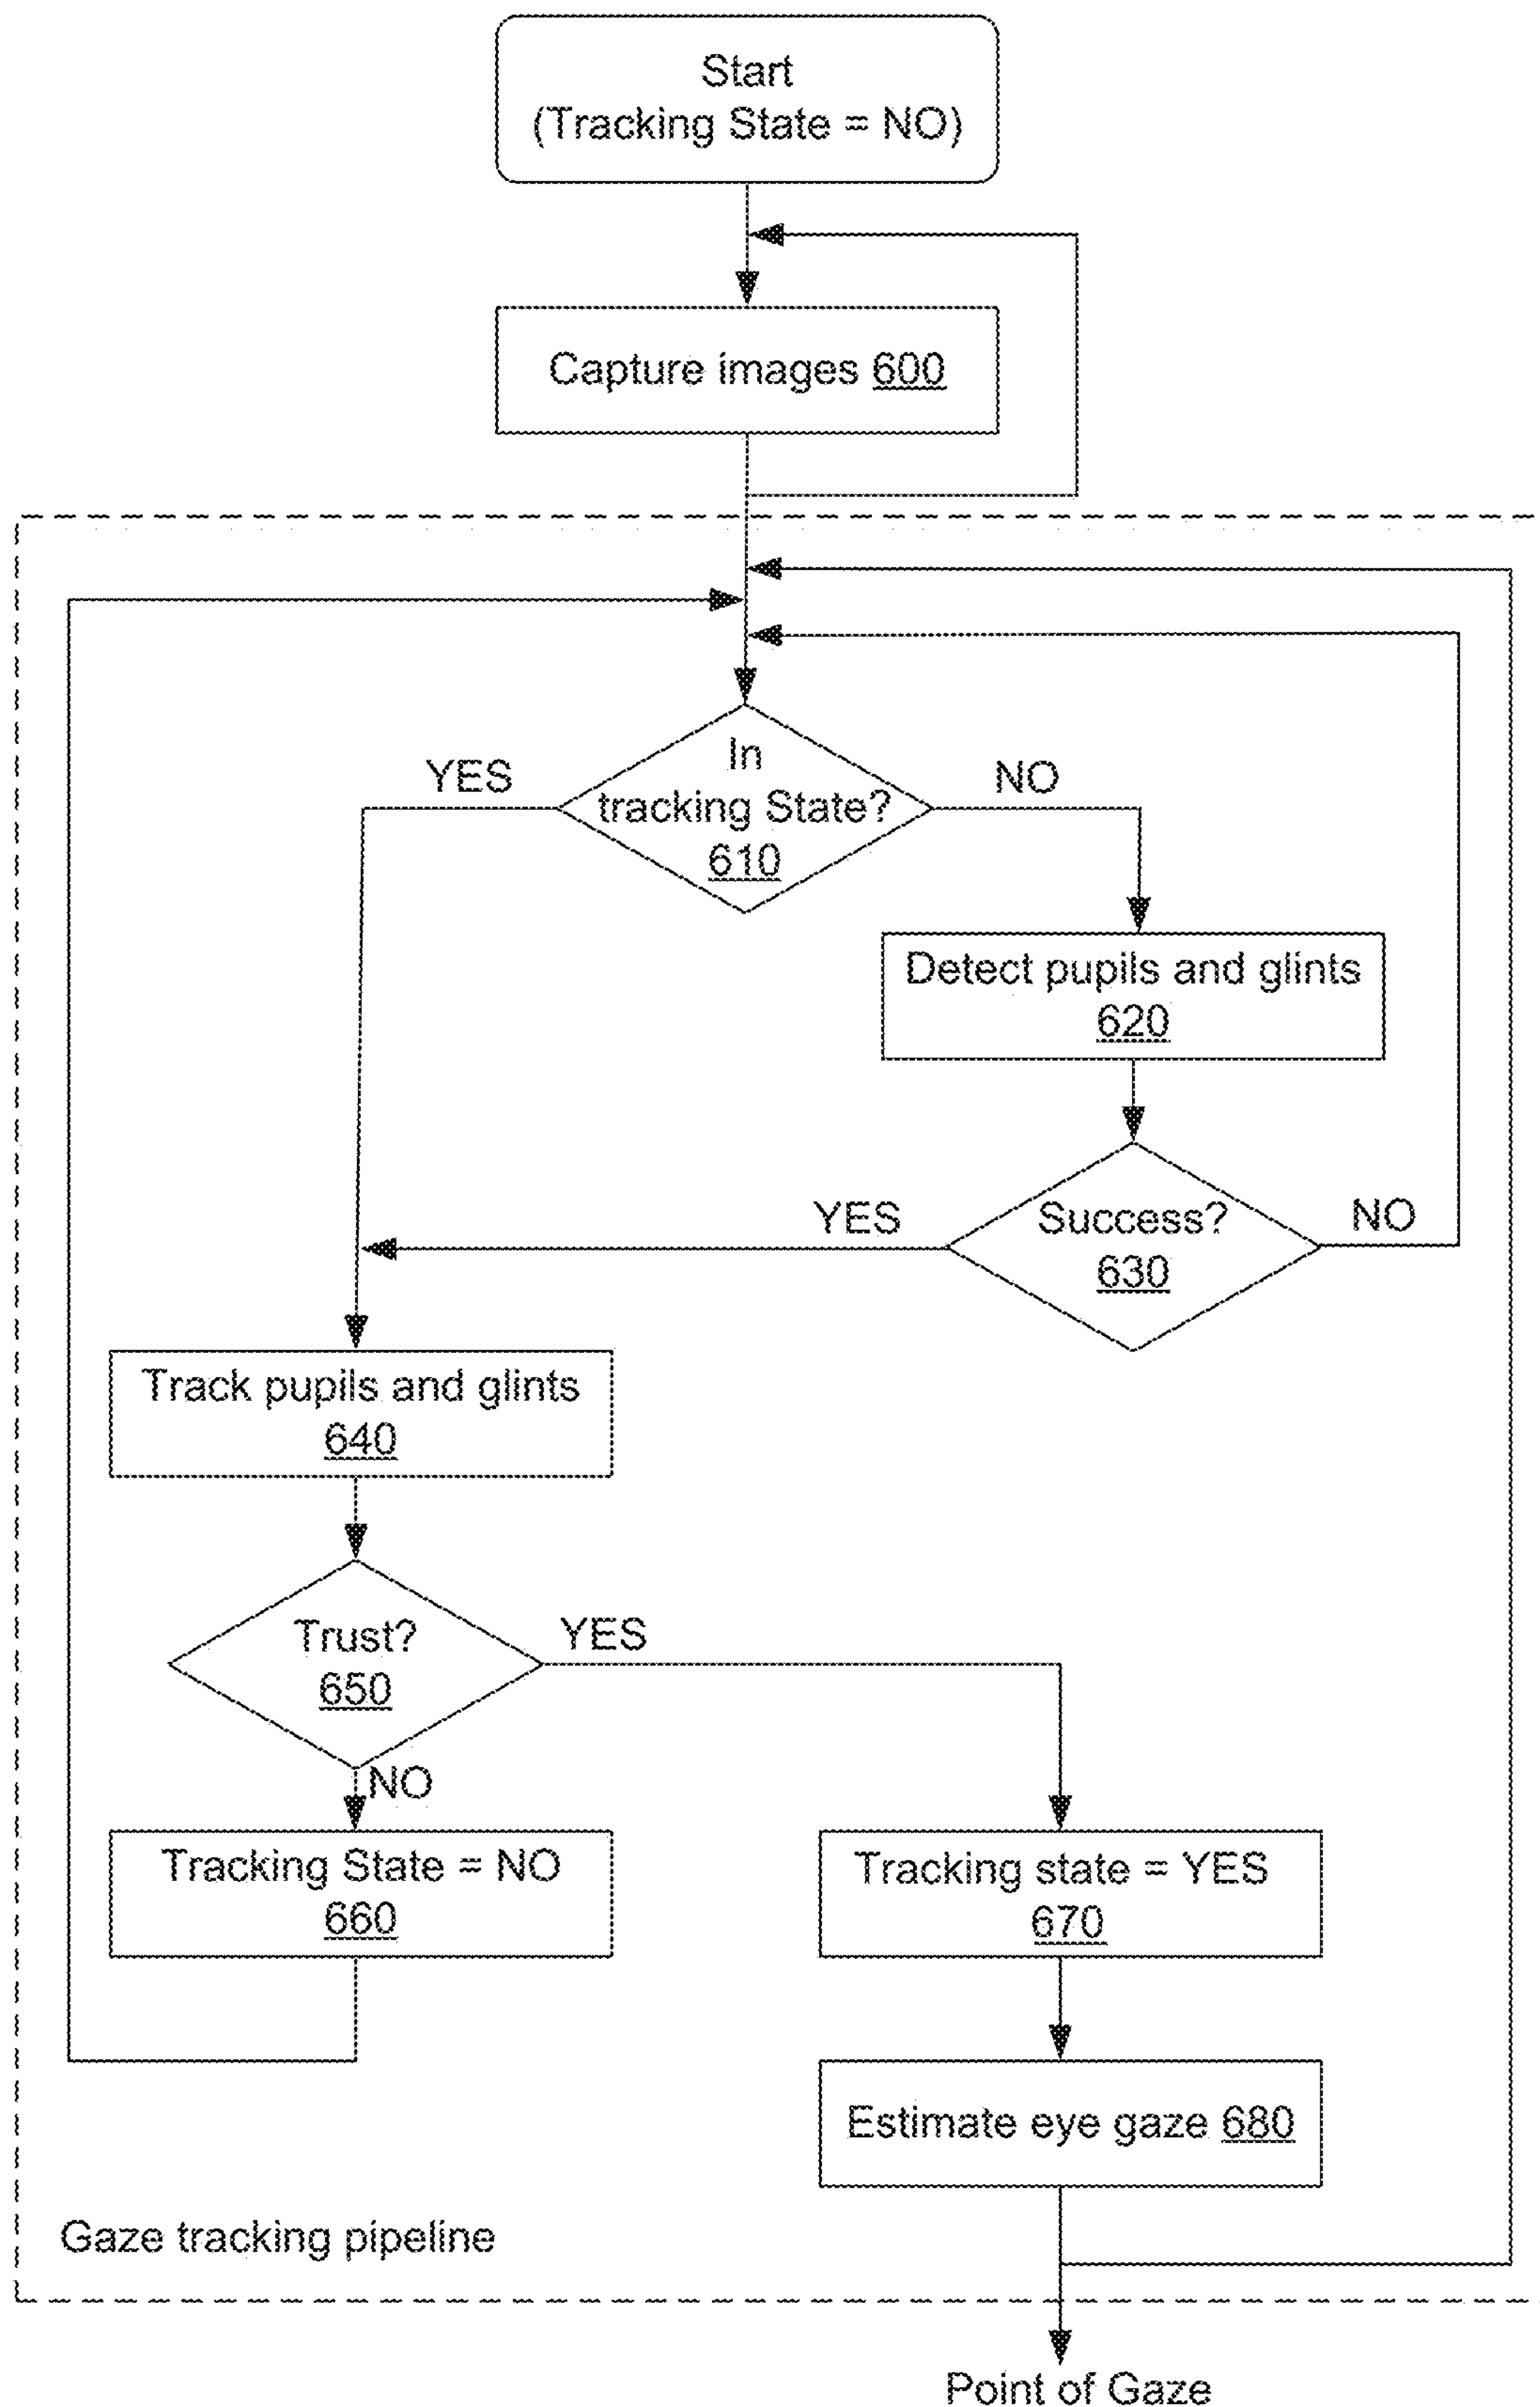 Start
(Tracking State = NO)
Capture images 600
In
tracking State?
610
YES
NO
Detect pupils and glints
620
Success?
630
YES
NO
Track pupils and glints
640
Trust?
650
YES
NO
Tracking State = NO
660
Tracking state = YES
670
Estimate eye gaze 680
Gaze tracking pipeline
Point of Gaze